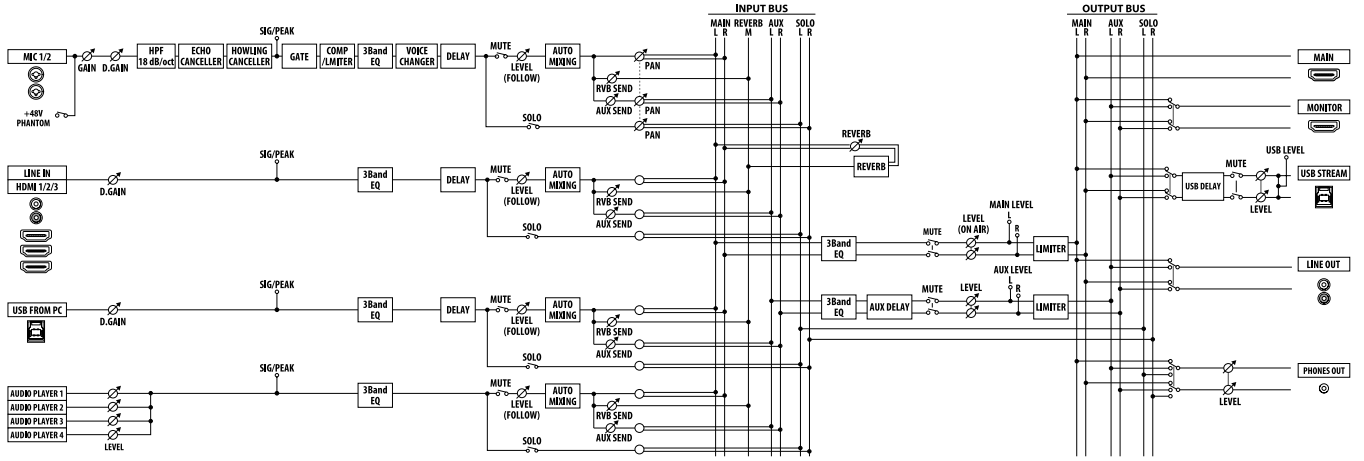 INPUT BUS
OUTPUT BUS
MAIN REVERB AUX SOLO
L R M L R L R
MAIN AUX SOLO
L R L R L R
MIC 1/2
+48V
PHANTOM
GAIN
D.GAIN
HPF
18 dB/oct
ECHO
CANCELLER
HOWLING
CANCELLER
SIG/PEAK
GATE
COMP
/LMITER
3Band
EQ
VOICE
CHANGER
DELAY
MUTE
LEVEL
(FOLLOW)
AUTO
MIXING
PAN
RVB SEND
AUX SEND
PAN
SOLO
PAN
REVERB
REVERB
LINE IN
HDMI 1/2/3
D.GAIN
SIG/PEAK
3Band
EQ
DELAY
MUTE
LEVEL
(FOLLOW)
AUTO
MIXING
RVB SEND
AUX SEND
SOLO
USB FROM PC
D.GAIN
SIG/PEAK
3Band
EQ
DELAY
MUTE
LEVEL
(FOLLOW)
AUTO
MIXING
RVB SEND
AUX SEND
SOLO
AUDIO PLAYER 1
AUDIO PLAYER 2
AUDIO PLAYER 3
AUDIO PLAYER 4
LEVEL
SIG/PEAK
3Band
EQ
MUTE
LEVEL
(FOLLOW)
AUTO
MIXING
RVB SEND
AUX SEND
SOLO
3Band
EQ
MUTE
LEVEL
(ON AIR)
MAIN LEVEL
L
R
LIMITER
3Band
EQ
AUX DELAY
MUTE
LEVEL
AUX LEVEL
L
R
LIMITER
MAIN
MONITOR
USB DELAY
MUTE
LEVEL
USB LEVEL
L
R
USB STREAM
LINE OUT
LEVEL
PHONES OUT